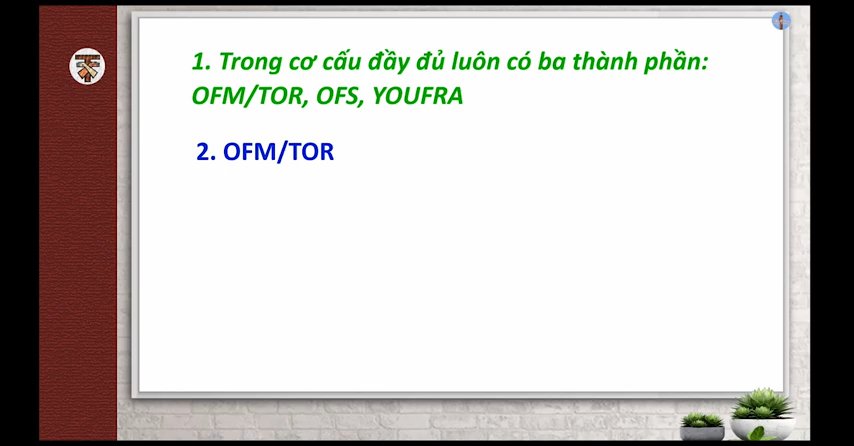 1. Trong cơ cấu đầy đủ luôn có ba thành phần:
OFM/TOR, OFS, YOUFRA
2. OFM/TOR